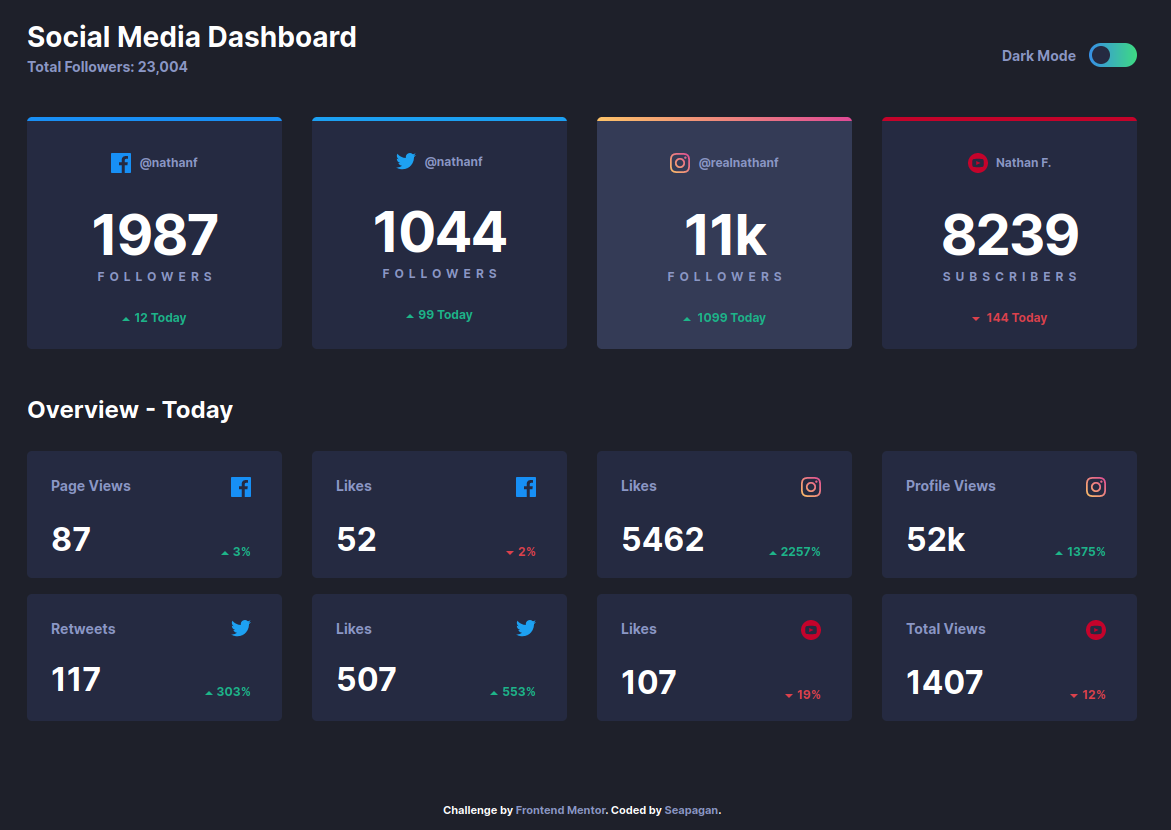 Social Media Dashboard
Total Followers: 23,004
Dark Mode
@nathanf
1987
FOLLOWERS
12 Today
@nathanf
1044
FOLLOWERS
99 Today
@realnathanf
11k
FOLLOWERS
1099 Today
Nathan F.
8239
SUBSCRIBERS
144 Today
Overview - Today
Page Views
87
3%
Likes
52
2%
Likes
5462
2257%
Profile Views
52k
1375%
Retweets
117
303%
Likes
507
553%
Likes
107
19%
Total Views
1407
12%
Challenge by Frontend Mentor. Coded by Seapagan.